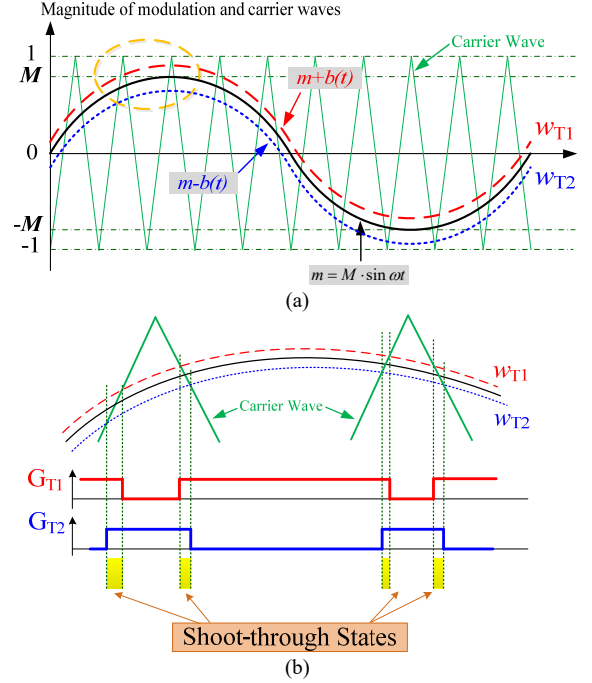 Magnitude of modulation and carrier waves
1
M
0
-M
-1
Carrier Wave
m+b(t)
m-b(t)
wT1
wT2
m = M · sin ωt
(a)
wT1
wT2
Carrier Wave
GT1
GT2
Shoot-through States
(b)